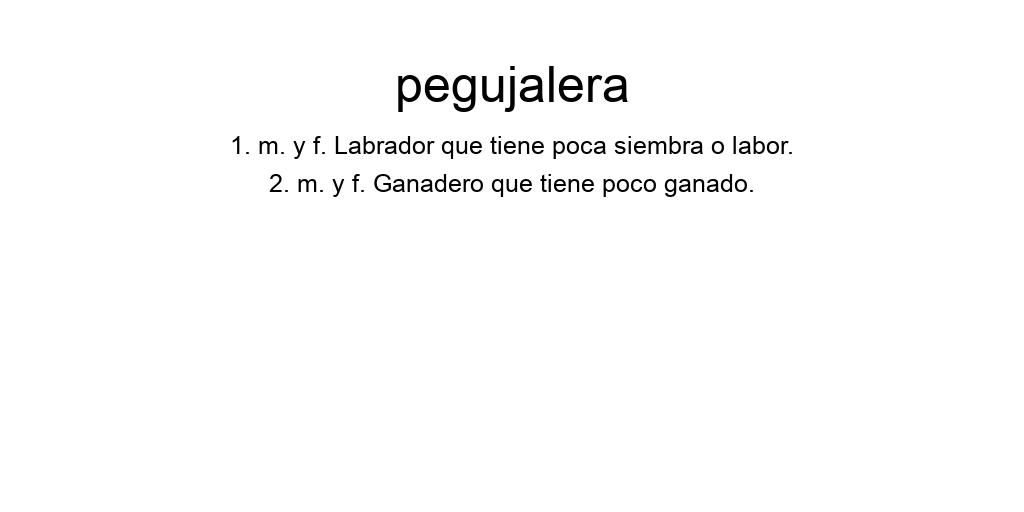 pegujalera
1. m. y f. Labrador que tiene poca siembra o labor.
2. m. y f. Ganadero que tiene poco ganado.